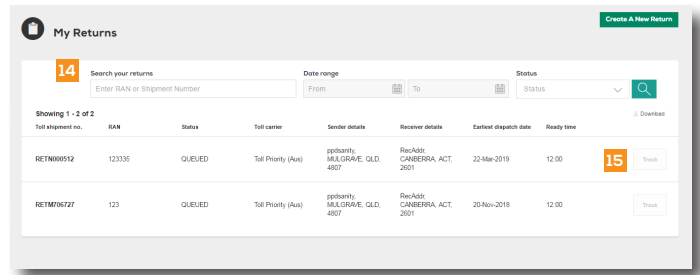 Create A New Return
My Returns
14
Search your returns
Date range
Status
Enter RAN or Shipment Number
From
To
Status
Showing 1 - 2 of 2
Download
Toll shipment no. RAN Status Toll carrier Sender details Receiver details Earliest dispatch date Ready time
RETN000512 123335 QUEUED Toll Priority (Aus) ppdsanity, MULGRAVE, QLD, 4807 RecAddr, CANBERRA, ACT, 2601 22-Mar-2019 12:00 15 Track
RETM706727 123 QUEUED Toll Priority (Aus) ppdsanity, MULGRAVE, QLD, 4807 RecAddr, CANBERRA, ACT, 2601 20-Nov-2018 12:00 Track